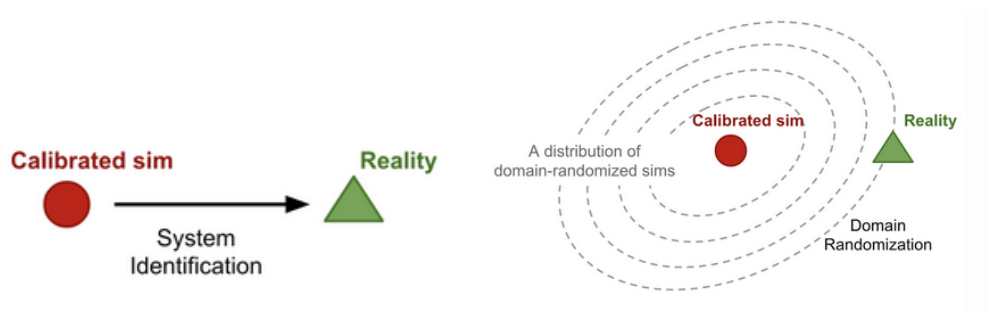 Calibrated sim
Reality
System
Identification
Calibrated sim
Reality
A distribution of
domain-randomized sims
Domain
Randomization